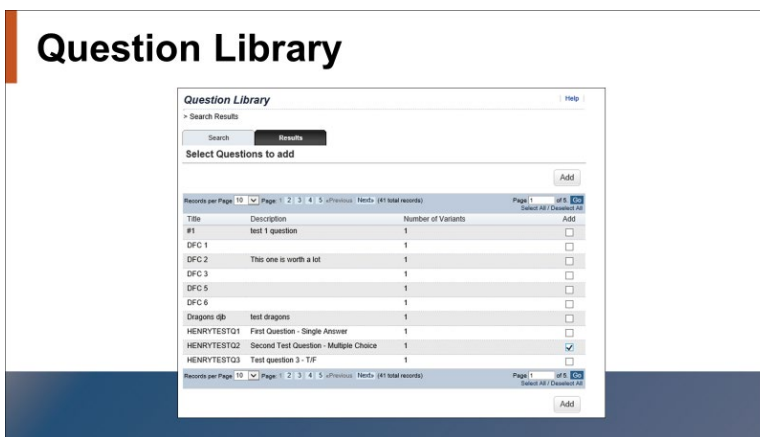 Question Library
Question Library Help
> Search Results
Search Results
Select Questions to add
Add
Records per Page 10 Page: 1 2 3 4 5 «Previous Next» (41 total records) Page 1 of 5 Go
Select All / Deselect All
Title Description Number of Variants Add
#1 test 1 question 1
DFC 1 1
DFC 2 This one is worth a lot 1
DFC 3 1
DFC 5 1
DFC 6 1
Dragons djb test dragons 1
HENRYTESTQ1 First Question - Single Answer 1
HENRYTESTQ2 Second Test Question - Multiple Choice 1
HENRYTESTQ3 Test question 3 - T/F 1
Records per Page 10 Page: 1 2 3 4 5 «Previous Next» (41 total records) Page 1 of 5 Go
Select All / Deselect All
Add